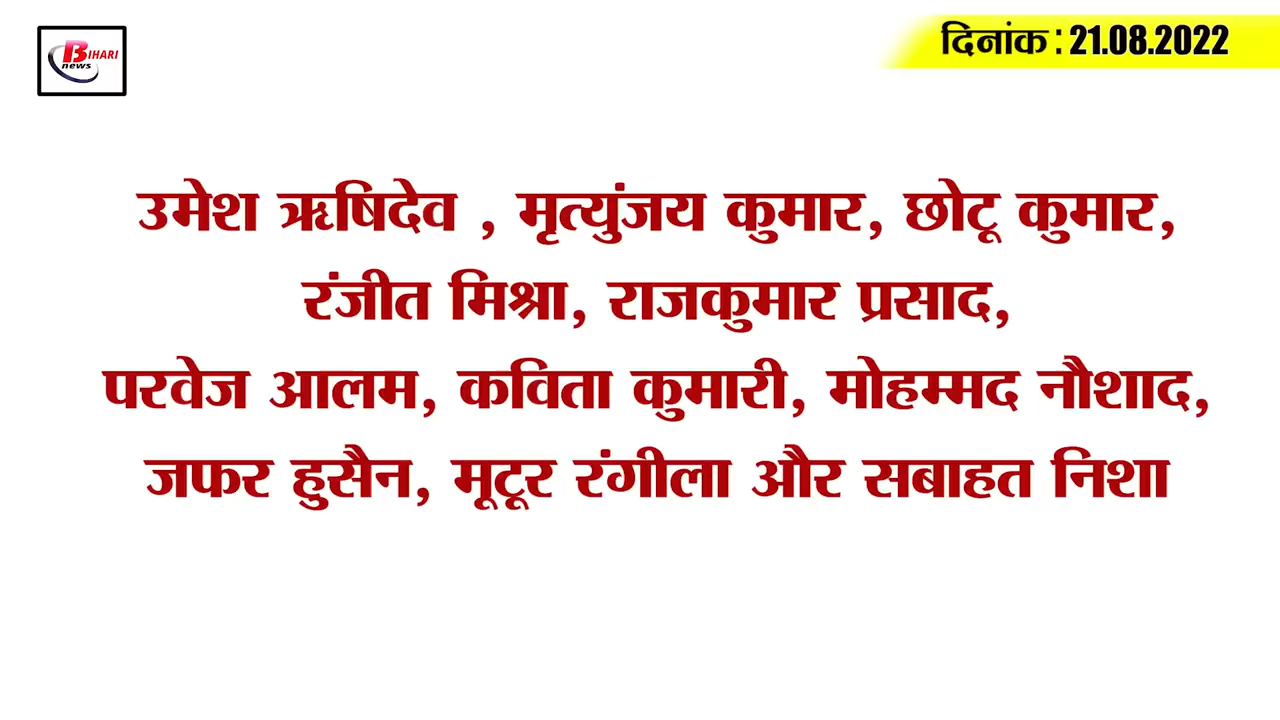 BIHARI
news
दिनांक : 21.08.2022
उमेश ऋषिदेव , मृत्युंजय कुमार, छोटू कुमार,
रंजीत मिश्रा, राजकुमार प्रसाद,
परवेज आलम, कविता कुमारी, मोहम्मद नौशाद,
जफर हुसैन, मूटूर रंगीला और सबाहत निशा